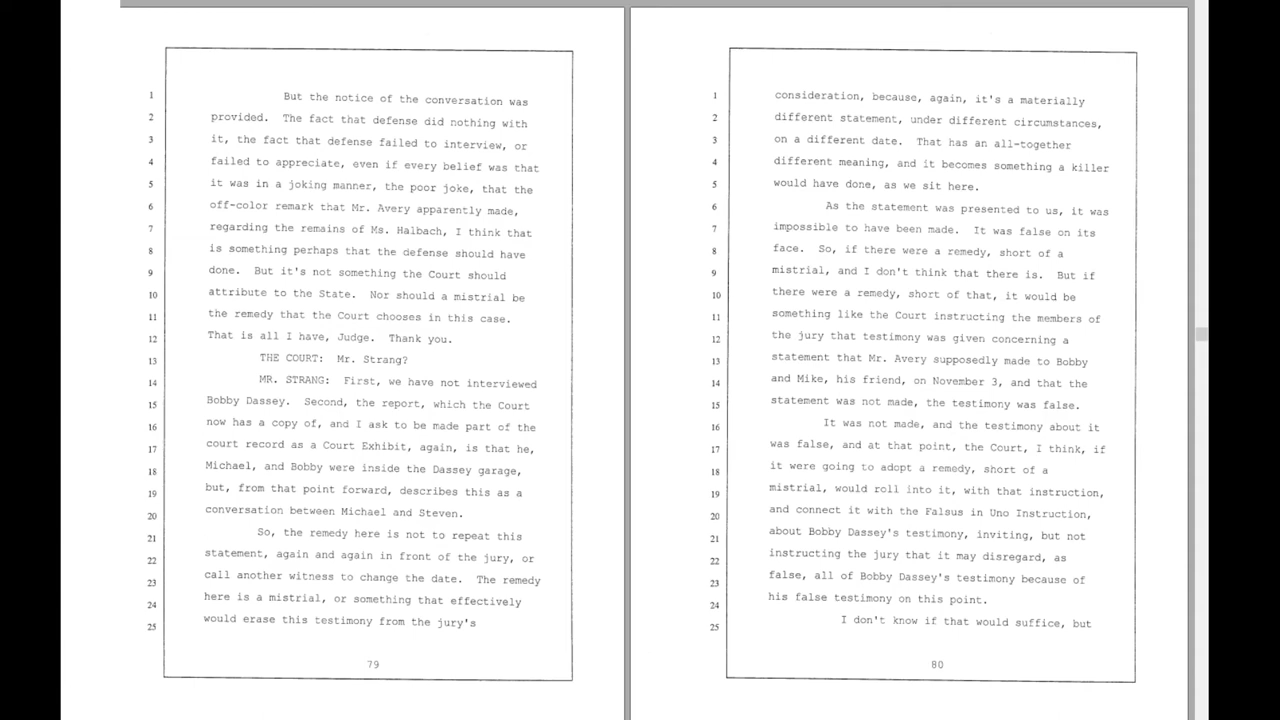 1 But the notice of the conversation was
2 provided. The fact that defense did nothing with
3 it, the fact that defense failed to interview, or
4 failed to appreciate, even if every belief was that
5 it was in a joking manner, the poor joke, that the
6 off-color remark that Mr. Avery apparently made,
7 regarding the remains of Ms. Halbach, I think that
8 is something perhaps that the defense should have
9 done. But it's not something the Court should
10 attribute to the State. Nor should a mistrial be
11 the remedy that the Court chooses in this case.
12 That is all I have, Judge. Thank you.
13 THE COURT: Mr. Strang?
14 MR. STRANG: First, we have not interviewed
15 Bobby Dassey. Second, the report, which the Court
16 now has a copy of, and I ask to be made part of the
17 court record as a Court Exhibit, again, is that he,
18 Michael, and Bobby were inside the Dassey garage,
19 but, from that point forward, describes this as a
20 conversation between Michael and Steven.
21 So, the remedy here is not to repeat this
22 statement, again and again in front of the jury, or
23 call another witness to change the date. The remedy
24 here is a mistrial, or something that effectively
25 would erase this testimony from the jury's
79
1 consideration, because, again, it's a materially
2 different statement, under different circumstances,
3 on a different date. That has an all-together
4 different meaning, and it becomes something a killer
5 would have done, as we sit here.
6 As the statement was presented to us, it was
7 impossible to have been made. It was false on its
8 face. So, if there were a remedy, short of a
9 mistrial, and I don't think that there is. But if
10 there were a remedy, short of that, it would be
11 something like the Court instructing the members of
12 the jury that testimony was given concerning a
13 statement that Mr. Avery supposedly made to Bobby
14 and Mike, his friend, on November 3, and that the
15 statement was not made, the testimony was false.
16 It was not made, and the testimony about it
17 was false, and at that point, the Court, I think, if
18 it were going to adopt a remedy, short of a
19 mistrial, would roll into it, with that instruction,
20 and connect it with the Falsus in Uno Instruction,
21 about Bobby Dassey's testimony, inviting, but not
22 instructing the jury that it may disregard, as
23 false, all of Bobby Dassey's testimony because of
24 his false testimony on this point.
25 I don't know if that would suffice, but
80